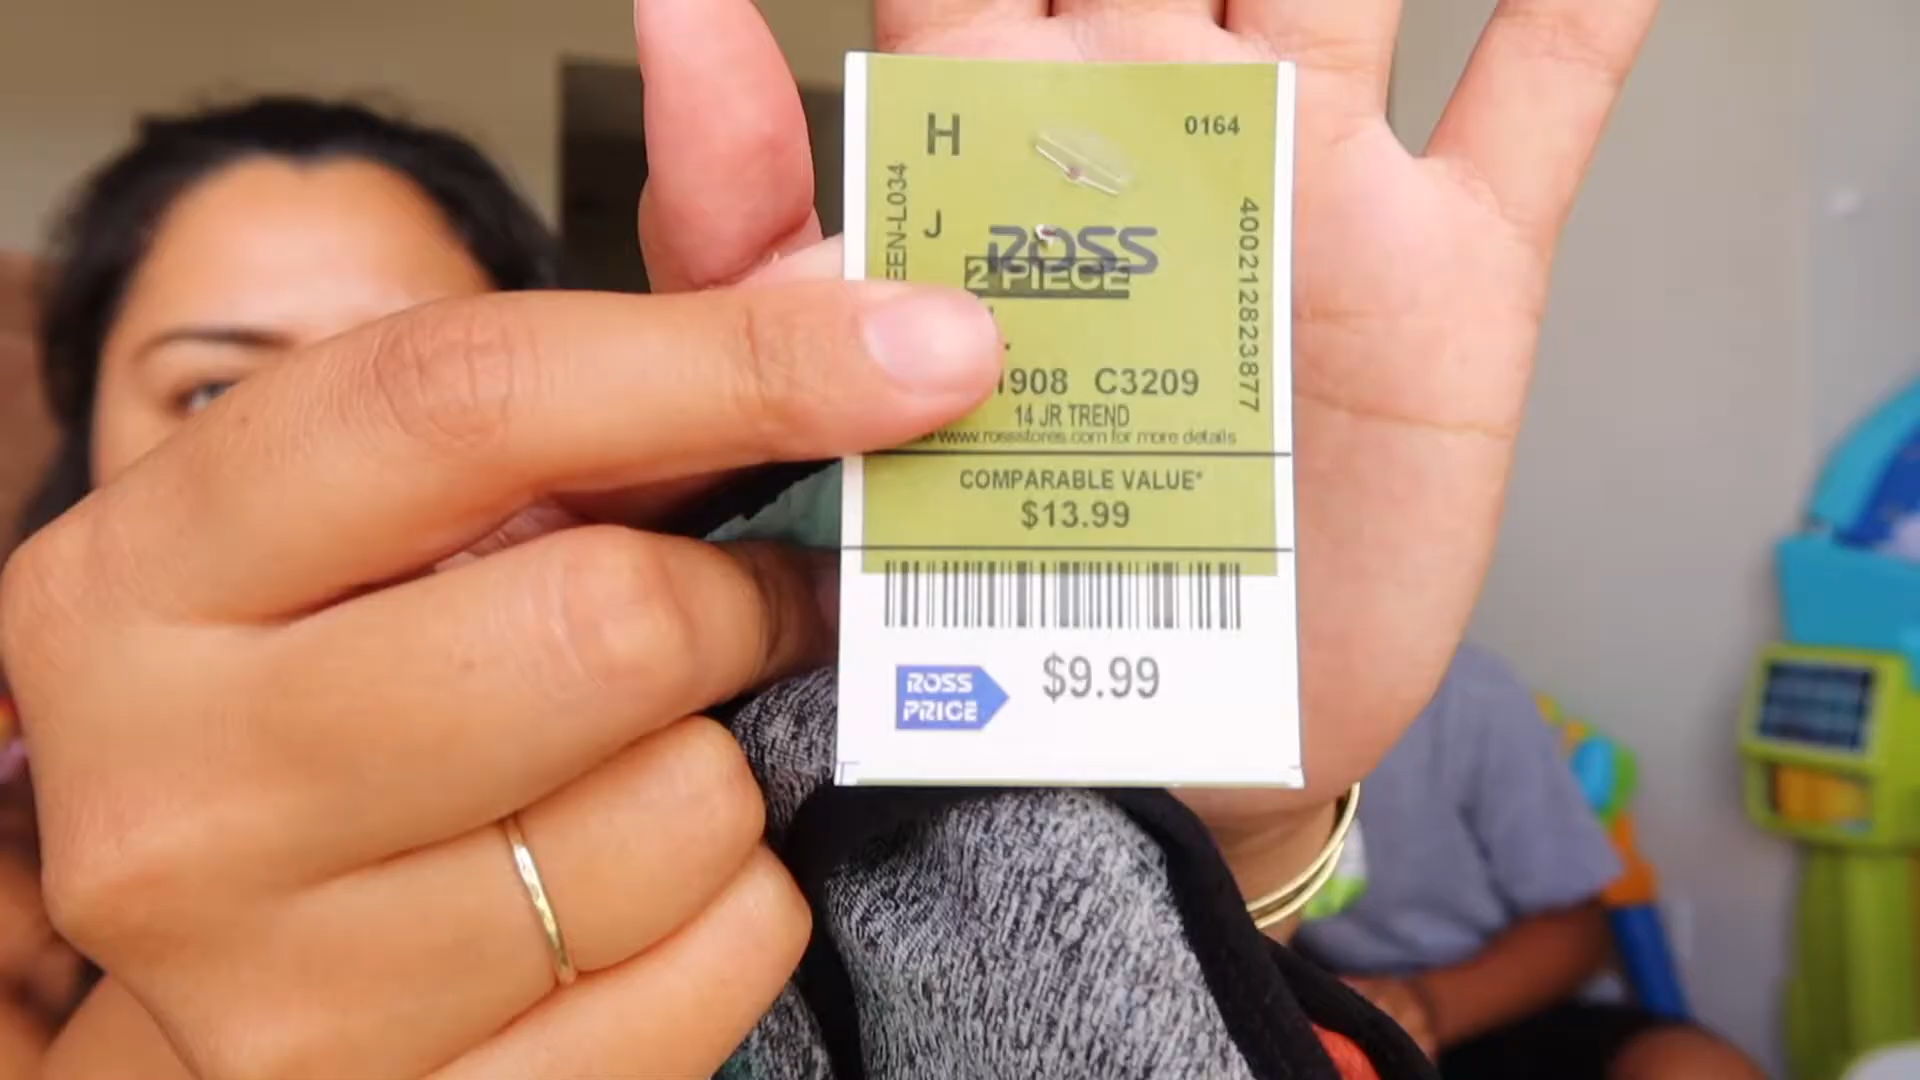 H
0164
EEN-L034
J
ROSS
2 PIECE
400212823877
1908 C3209
14 JR TREND
www.rossstores.com for more details
COMPARABLE VALUE*
$13.99
ROSS
PRICE
$9.99